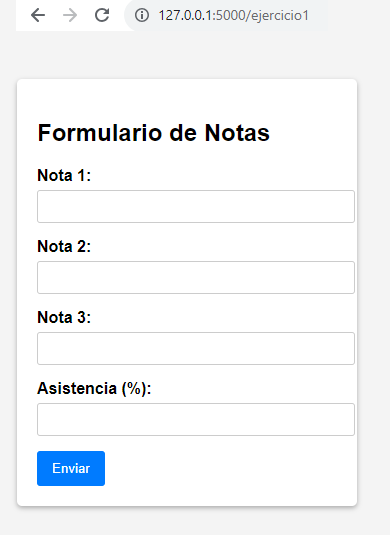 127.0.0.1:5000/ejercicio1
Formulario de Notas
Nota 1:
Nota 2:
Nota 3:
Asistencia (%):
Enviar